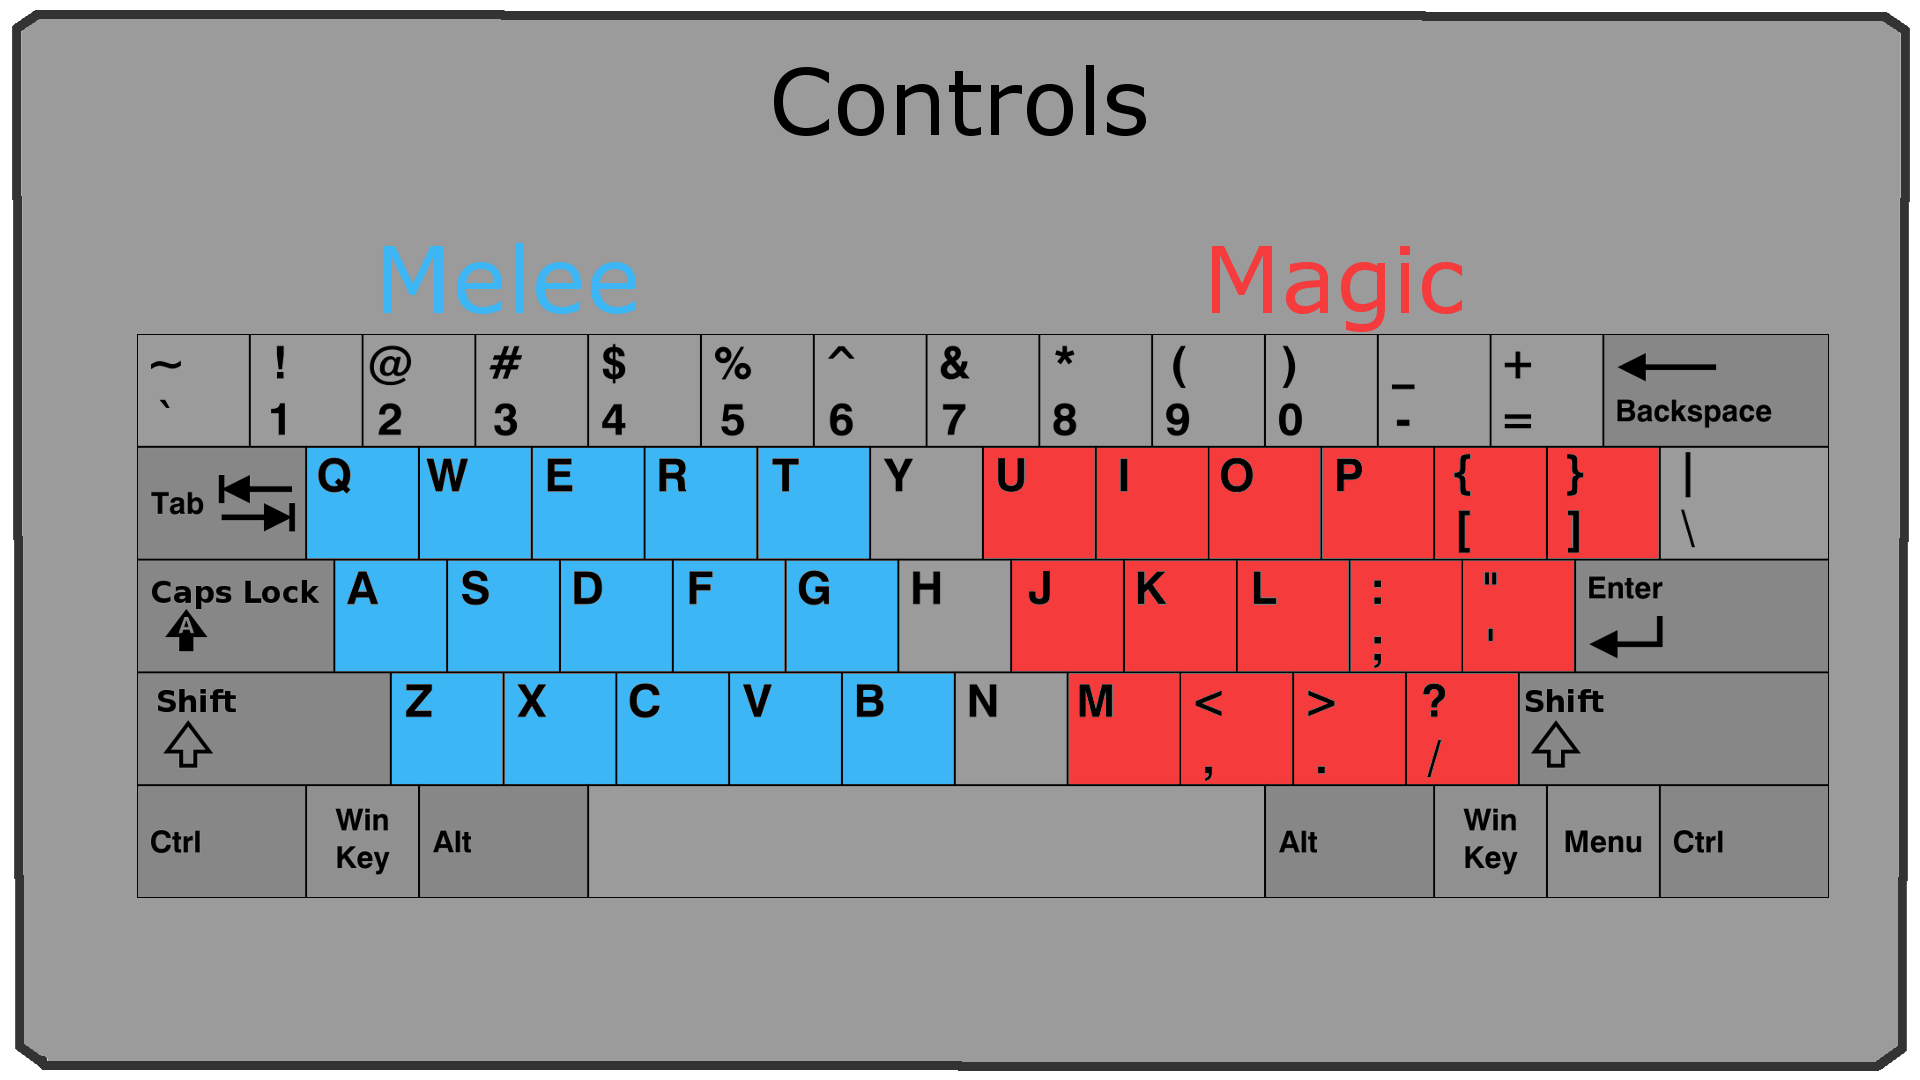 Controls
Melee Magic
~ ! @ # $ % ^ & * ( ) _ +
` 1 2 3 4 5 6 7 8 9 0 - = Backspace
Tab Q W E R T Y U I O P { } |
[ ] \
Caps Lock A S D F G H J K L : " Enter
A ; '
Shift Z X C V B N M < > ? Shift
, . /
Ctrl Win Key Alt Alt Win Key Menu Ctrl